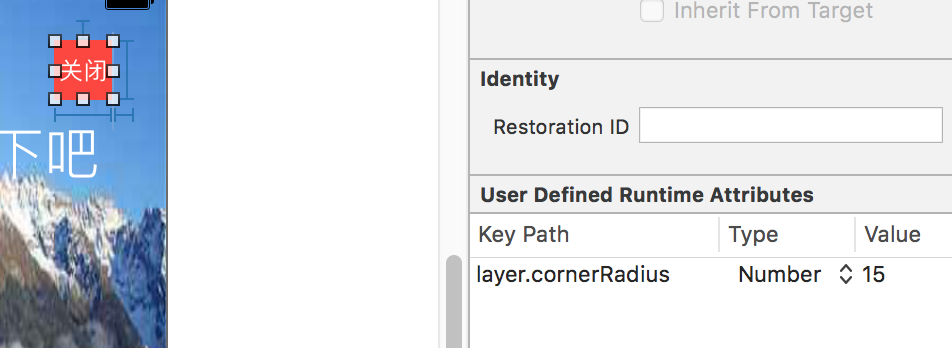 Inherit From Target
关闭
Identity
Restoration ID
下吧
User Defined Runtime Attributes
Key Path Type Value
layer.cornerRadius Number 15